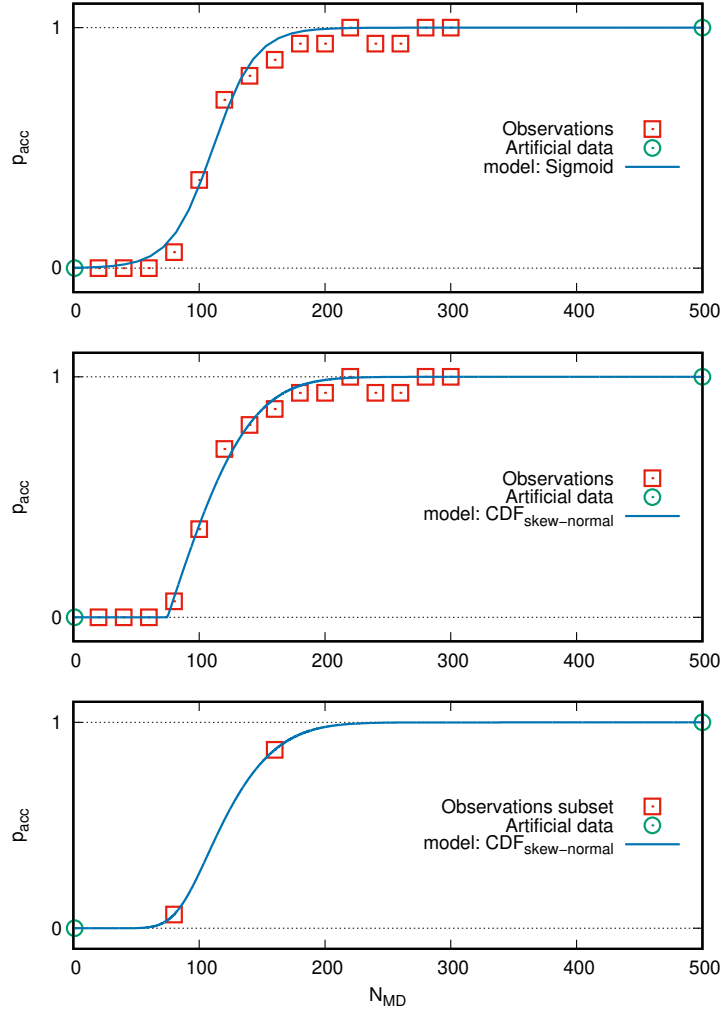 1
p_acc
Observations
Artificial data
model: Sigmoid
0
0 100 200 300 400 500
1
p_acc
Observations
Artificial data
model: CDF_skew−normal
0
0 100 200 300 400 500
1
p_acc
Observations subset
Artificial data
model: CDF_skew−normal
0
0 100 200 300 400 500
N_MD